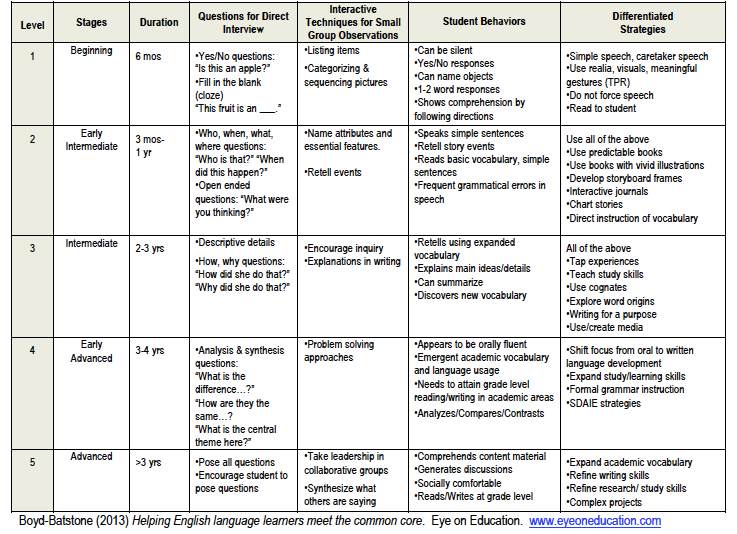 Level
Stages
Duration
Questions for Direct
Interview
Interactive
Techniques for Small
Group Observations
Student Behaviors
Differentiated
Strategies
1
Beginning
6 mos
•Yes/No questions:
“Is this an apple?”
•Fill in the blank
(cloze)
“This fruit is an ___.”
•Listing items
•Categorizing &
sequencing pictures
•Can be silent
•Yes/No responses
•Can name objects
•1-2 word responses
•Shows comprehension by
following directions
•Simple speech, caretaker speech
•Use realia, visuals, meaningful
gestures (TPR)
•Do not force speech
•Read to student
2
Early
Intermediate
3 mos-
1 yr
•Who, when, what,
where questions:
“Who is that?” “When
did this happen?”
•Open ended
questions: “What were
you thinking?”
•Name attributes and
essential features.
•Retell events
•Speaks simple sentences
•Retell story events
•Reads basic vocabulary, simple
sentences
•Frequent grammatical errors in
speech
Use all of the above
•Use predictable books
•Use books with vivid illustrations
•Develop storyboard frames
•Interactive journals
•Chart stories
•Direct instruction of vocabulary
3
Intermediate
2-3 yrs
•Descriptive details
•How, why questions:
“How did she do that?”
“Why did she do that?”
•Encourage inquiry
•Explanations in writing
•Retells using expanded
vocabulary
•Explains main ideas/details
•Can summarize
•Discovers new vocabulary
All of the above
•Tap experiences
•Teach study skills
•Use cognates
•Explore word origins
•Writing for a purpose
•Use/create media
4
Early
Advanced
3-4 yrs
•Analysis & synthesis
questions:
“What is the
difference…?”
“How are they the
same…?
“What is the central
theme here?”
•Problem solving
approaches
•Appears to be orally fluent
•Emergent academic vocabulary
and language usage
•Needs to attain grade level
reading/writing in academic areas
•Analyzes/Compares/Contrasts
•Shift focus from oral to written
language development
•Expand study/learning skills
•Formal grammar instruction
•SDAIE strategies
5
Advanced
>3 yrs
•Pose all questions
•Encourage student to
pose questions
•Take leadership in
collaborative groups
•Synthesize what
others are saying
•Comprehends content material
•Generates discussions
•Socially comfortable
•Reads/Writes at grade level
•Expand academic vocabulary
•Refine writing skills
•Refine research/ study skills
•Complex projects
Boyd-Batstone (2013) Helping English language learners meet the common core. Eye on Education. www.eyeoneducation.com